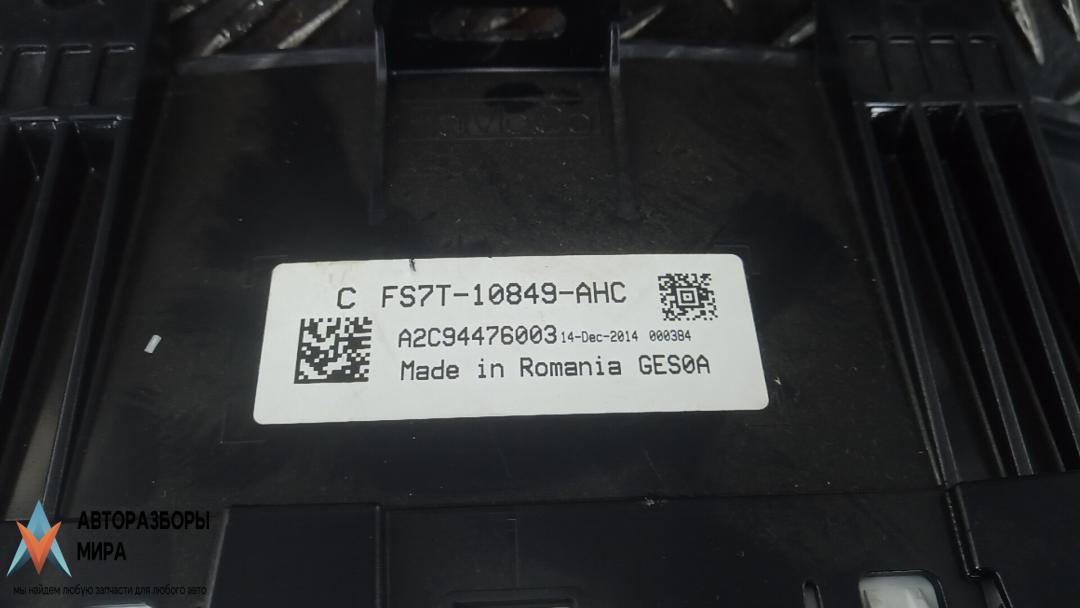 C FS7T-10849-AHC
A2C94476003 14-Dec-2014 000384
Made in Romania GES0A
АВТОРАЗБОРЫ
МИРА
мы найдем любую запчасти для любого авто